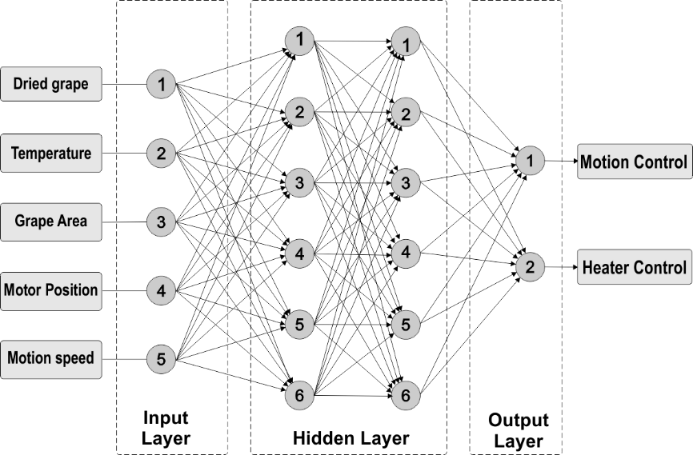 Dried grape
Temperature
Grape Area
Motor Position
Motion speed
1
2
3
4
5
Input
Layer
1
2
3
4
5
6
1
2
3
4
5
6
Hidden Layer
1
2
Output
Layer
Motion Control
Heater Control